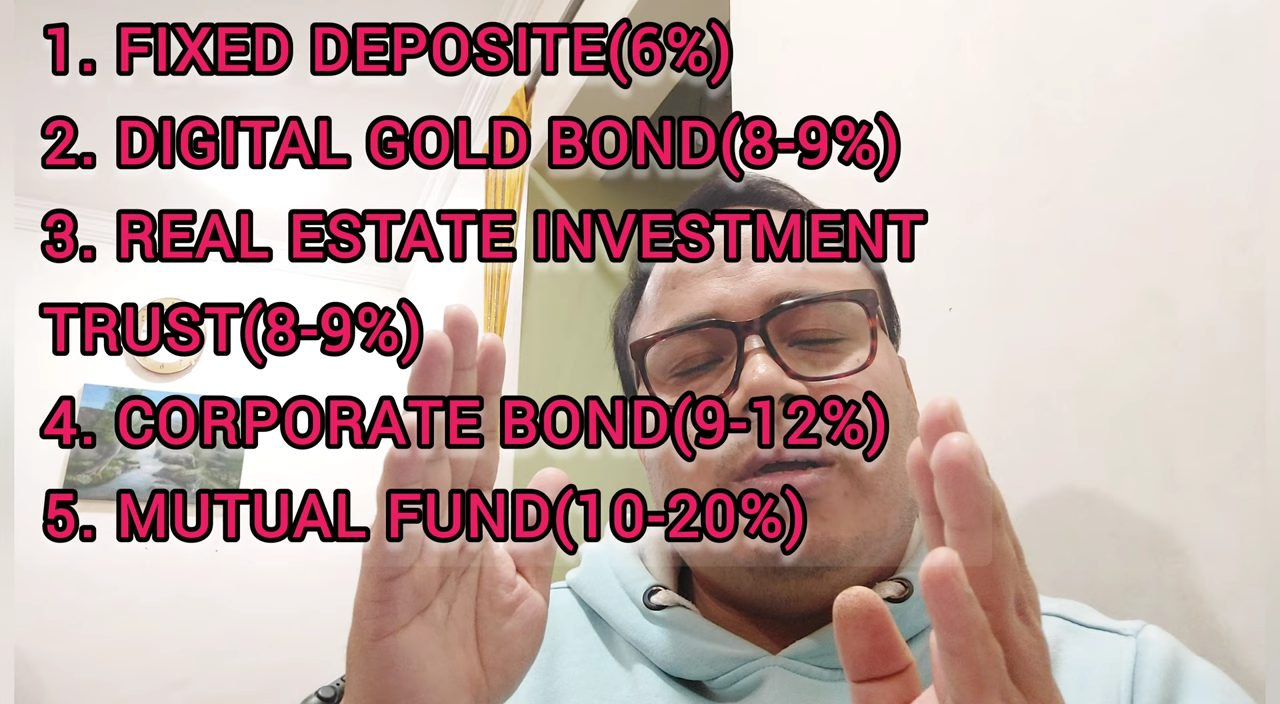 1. FIXED DEPOSITE(6%)
2. DIGITAL GOLD BOND(8-9%)
3. REAL ESTATE INVESTMENT
TRUST(8-9%)
4. CORPORATE BOND(9-12%)
5. MUTUAL FUND(10-20%)